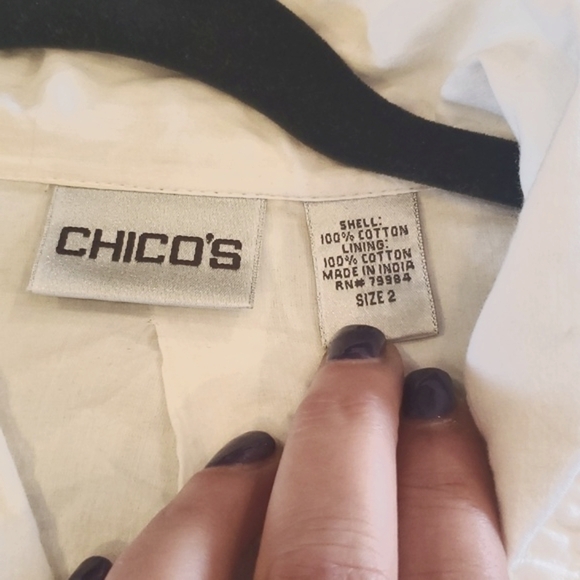 CHICO'S
SHELL:
100% COTTON
LINING:
100% COTTON
MADE IN INDIA
RN# 79984
SIZE 2